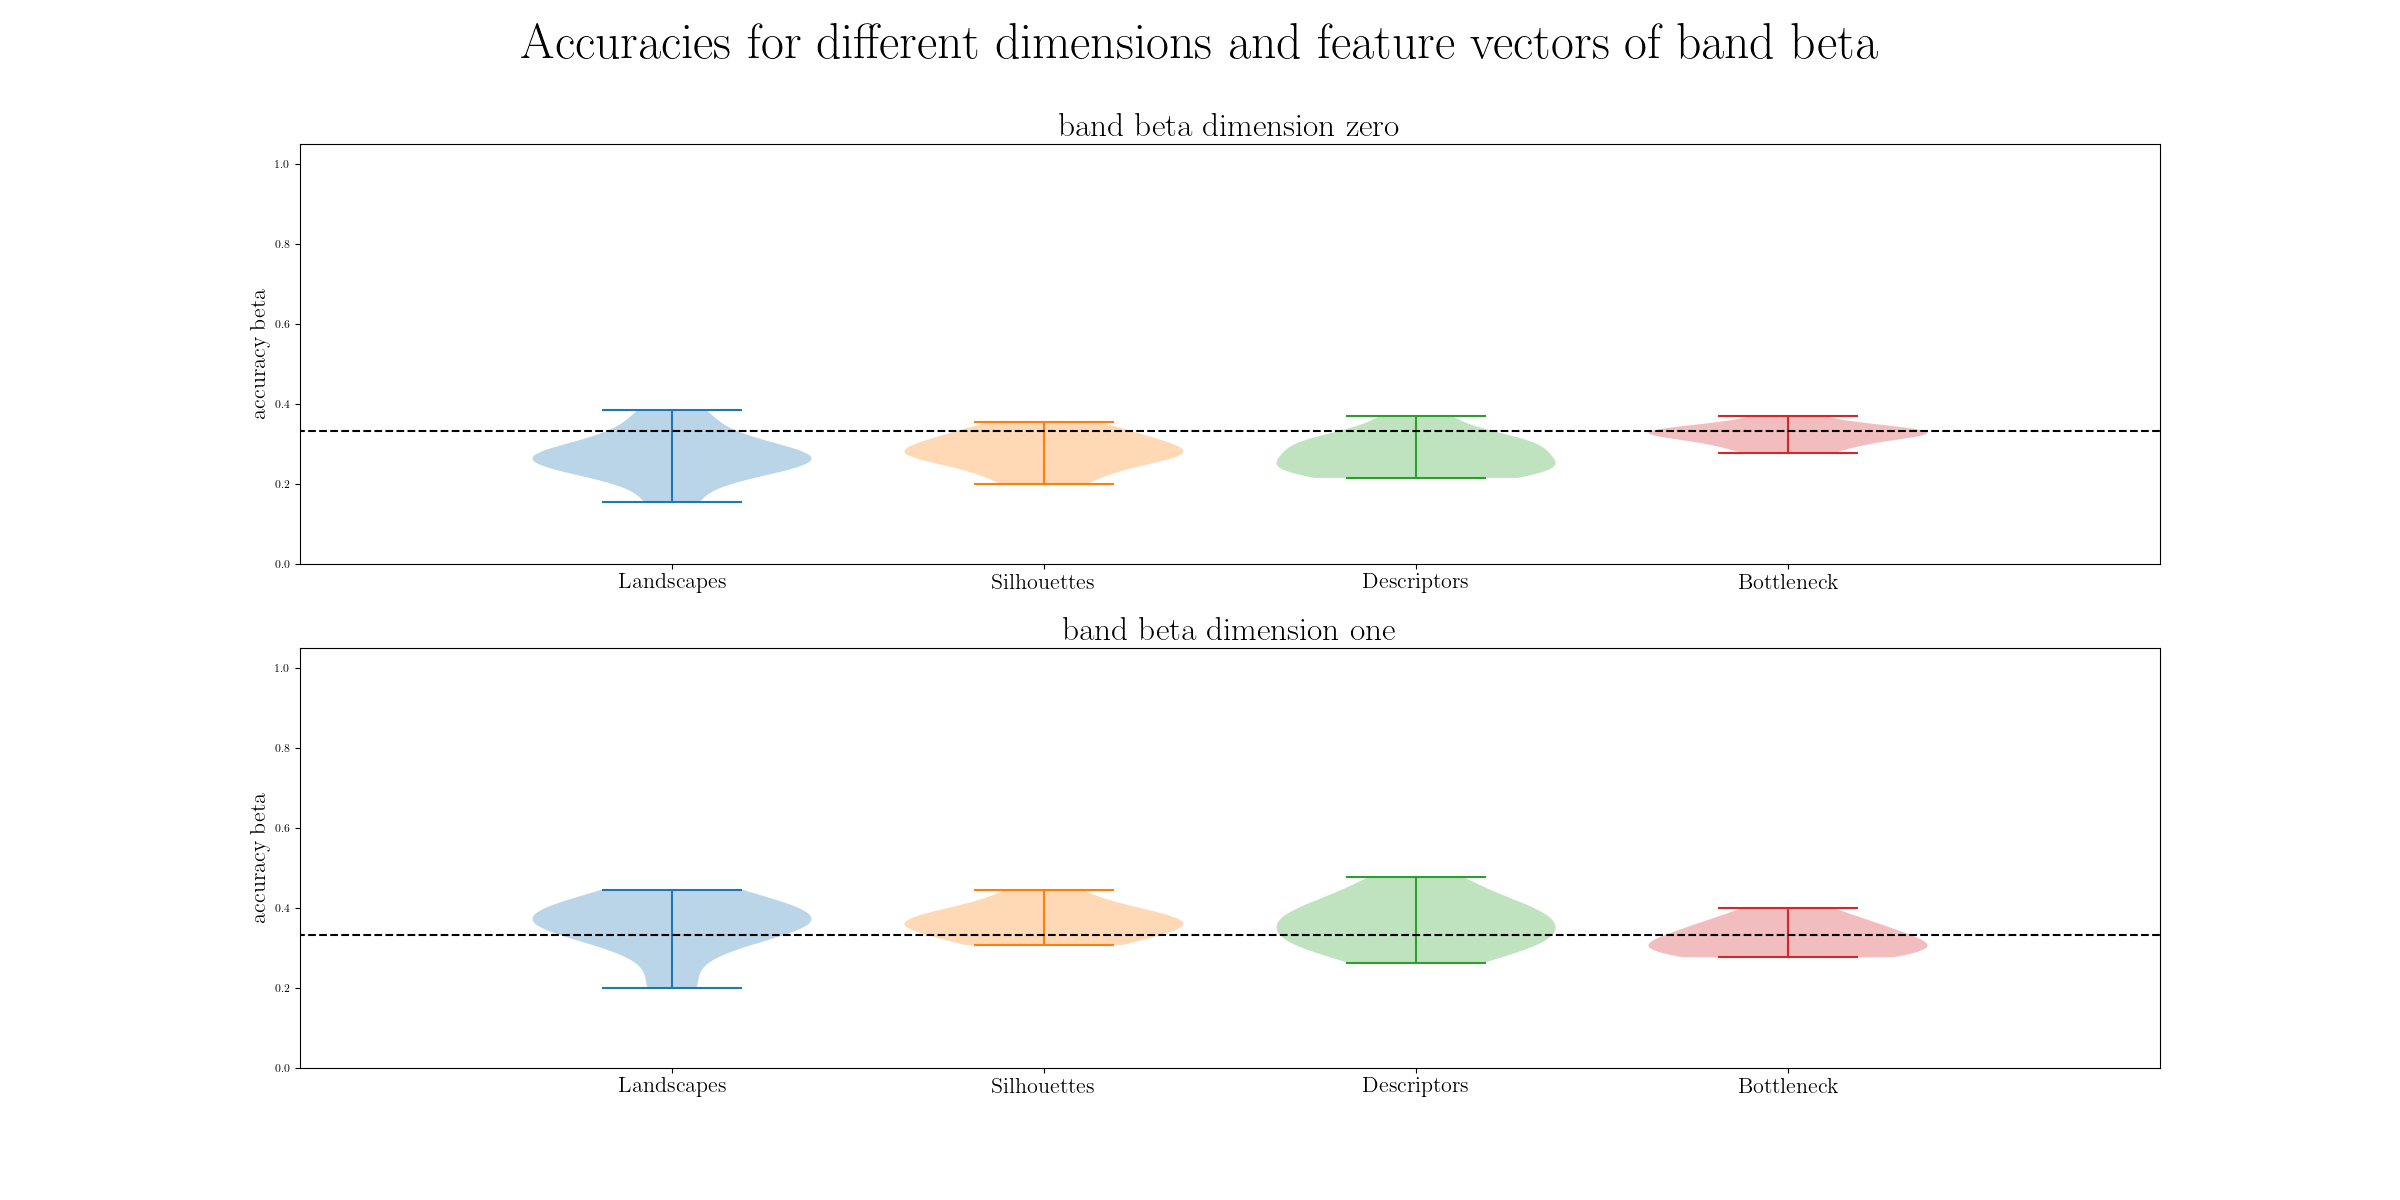 Accuracies for different dimensions and feature vectors of band beta
band beta dimension zero
1.0
0.8
0.6
0.4
0.2
0.0
accuracy beta
Landscapes Silhouettes Descriptors Bottleneck
band beta dimension one
1.0
0.8
0.6
0.4
0.2
0.0
accuracy beta
Landscapes Silhouettes Descriptors Bottleneck